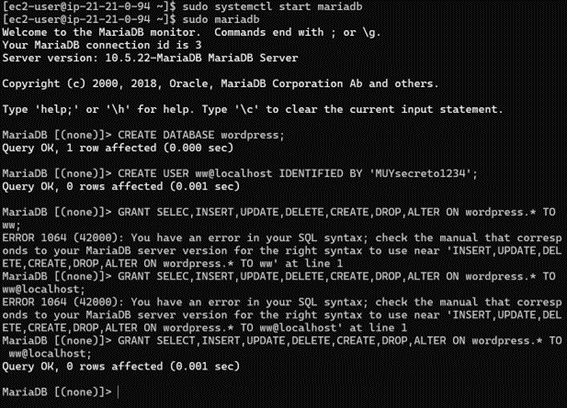 [ec2-user@ip-21-21-0-94 ~]$ sudo systemctl start mariadb
[ec2-user@ip-21-21-0-94 ~]$ sudo mariadb
Welcome to the MariaDB monitor.  Commands end with ; or \g.
Your MariaDB connection id is 3
Server version: 10.5.22-MariaDB MariaDB Server
Copyright (c) 2000, 2018, Oracle, MariaDB Corporation Ab and others.
Type 'help;' or '\h' for help. Type '\c' to clear the current input statement.
MariaDB [(none)]> CREATE DATABASE wordpress;
Query OK, 1 row affected (0.000 sec)
MariaDB [(none)]> CREATE USER ww@localhost IDENTIFIED BY 'MUYsecreto1234';
Query OK, 0 rows affected (0.001 sec)
MariaDB [(none)]> GRANT SELEC,INSERT,UPDATE,DELETE,CREATE,DROP,ALTER ON wordpress.* TO
ww;
ERROR 1064 (42000): You have an error in your SQL syntax; check the manual that corresp
onds to your MariaDB server version for the right syntax to use near 'INSERT,UPDATE,DEL
ETE,CREATE,DROP,ALTER ON wordpress.* TO ww' at line 1
MariaDB [(none)]> GRANT SELEC,INSERT,UPDATE,DELETE,CREATE,DROP,ALTER ON wordpress.* TO
ww@localhost;
ERROR 1064 (42000): You have an error in your SQL syntax; check the manual that corresp
onds to your MariaDB server version for the right syntax to use near 'INSERT,UPDATE,DEL
ETE,CREATE,DROP,ALTER ON wordpress.* TO ww@localhost' at line 1
MariaDB [(none)]> GRANT SELECT,INSERT,UPDATE,DELETE,CREATE,DROP,ALTER ON wordpress.* TO
 ww@localhost;
Query OK, 0 rows affected (0.001 sec)
MariaDB [(none)]>